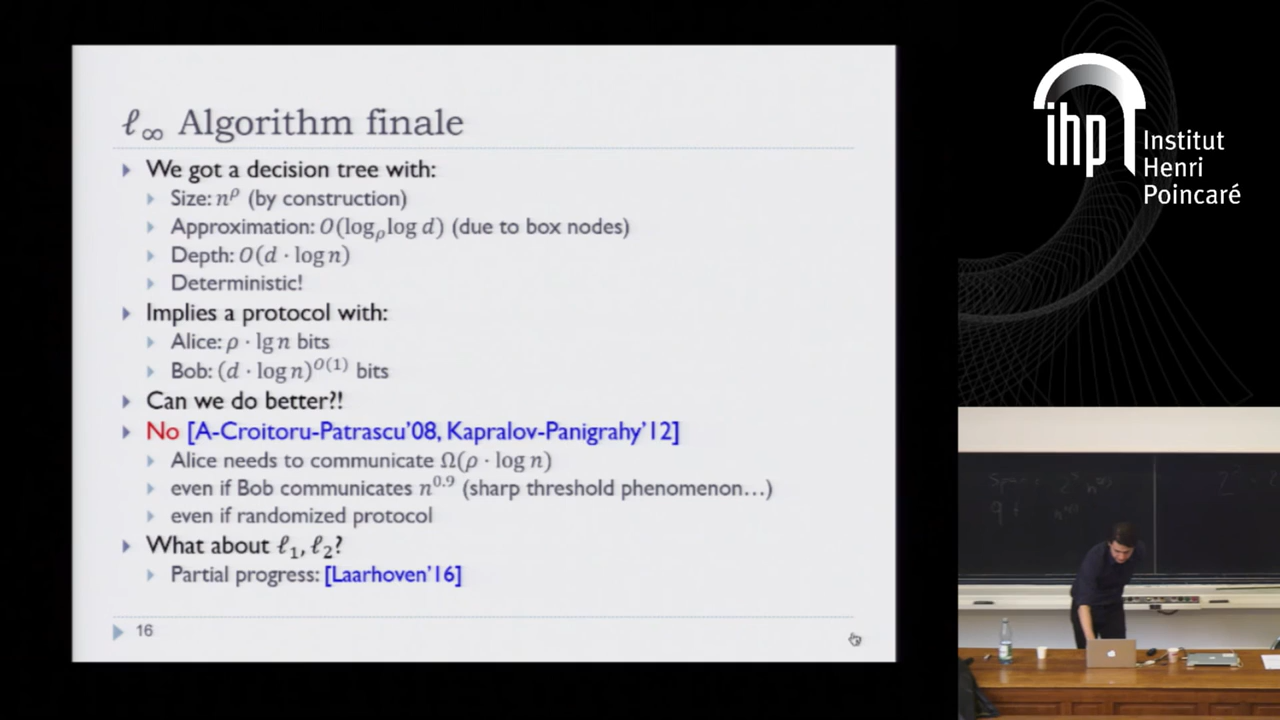 ℓ∞ Algorithm finale
We got a decision tree with:
Size: n^ρ (by construction)
Approximation: O(log_ρ log d) (due to box nodes)
Depth: O(d · log n)
Deterministic!
Implies a protocol with:
Alice: ρ · lg n bits
Bob: (d · log n)^O(1) bits
Can we do better?!
No [A-Croitoru-Patrascu'08, Kapralov-Panigrahy'12]
Alice needs to communicate Ω(ρ · log n)
even if Bob communicates n^0.9 (sharp threshold phenomenon…)
even if randomized protocol
What about ℓ1, ℓ2?
Partial progress: [Laarhoven'16]
16
ihp
Institut
Henri
Poincaré